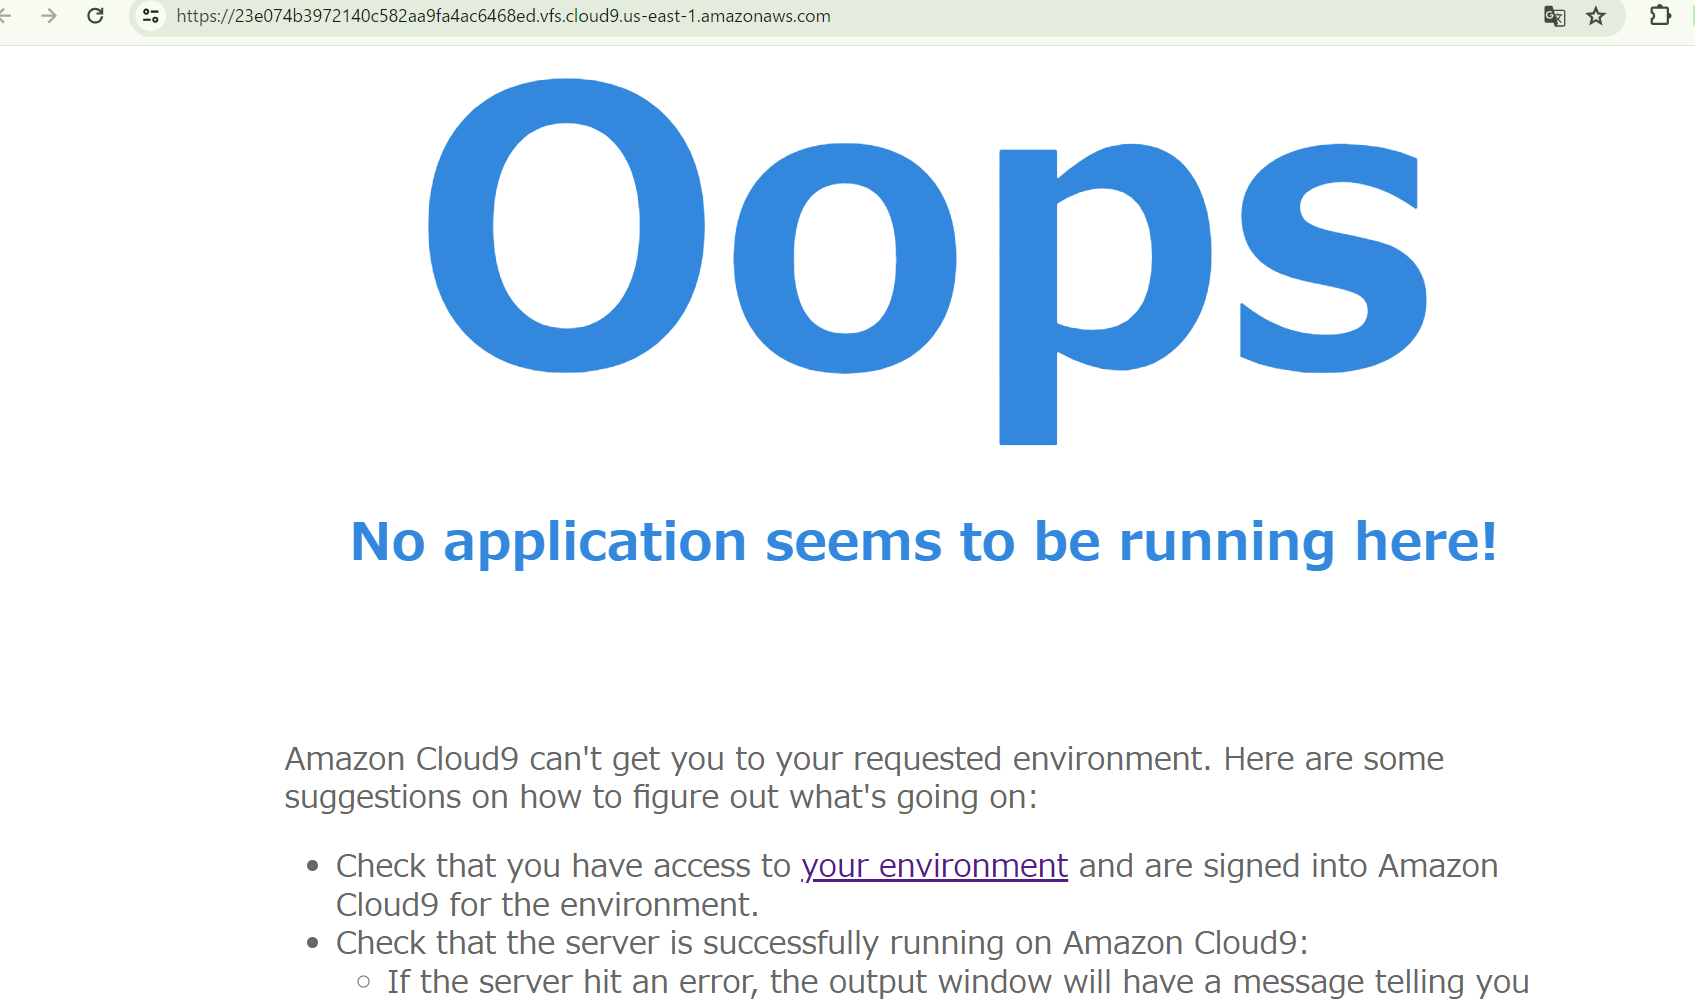 https://23e074b3972140c582aa9fa4ac6468ed.vfs.cloud9.us-east-1.amazonaws.com
Oops
No application seems to be running here!
Amazon Cloud9 can't get you to your requested environment. Here are some
suggestions on how to figure out what's going on:
• Check that you have access to your environment and are signed into Amazon
Cloud9 for the environment.
• Check that the server is successfully running on Amazon Cloud9:
◦ If the server hit an error, the output window will have a message telling you